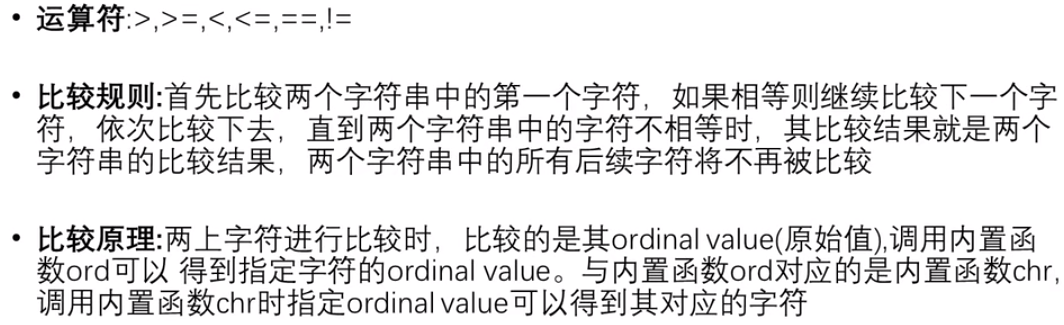 • 运算符:>,>=,<,<=,==,!=
• 比较规则:首先比较两个字符串中的第一个字符，如果相等则继续比较下一个字
符，依次比较下去，直到两个字符串中的字符不相等时，其比较结果就是两个
字符串的比较结果，两个字符串中的所有后续字符将不再被比较
• 比较原理:两上字符进行比较时，比较的是其ordinal value(原始值),调用内置函
数ord可以 得到指定字符的ordinal value。与内置函数ord对应的是内置函数chr,
调用内置函数chr时指定ordinal value可以得到其对应的字符